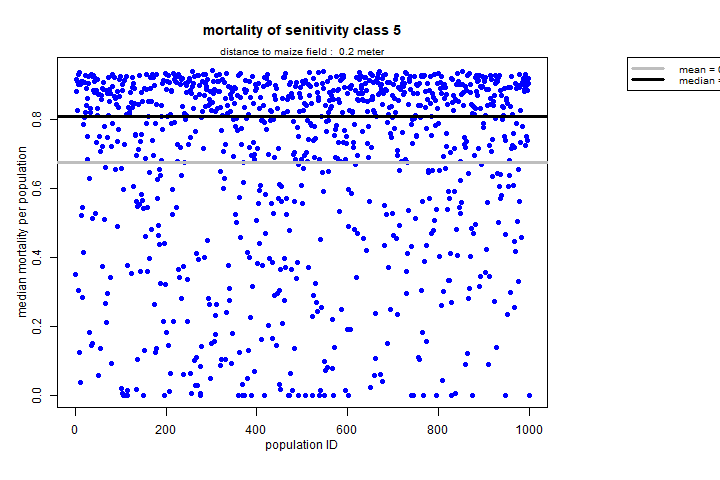 mortality of senitivity class 5
distance to maize field :  0.2 meter
mean = 0
median =
median mortality per population
0.0
0.2
0.4
0.6
0.8
0
200
400
600
800
1000
population ID